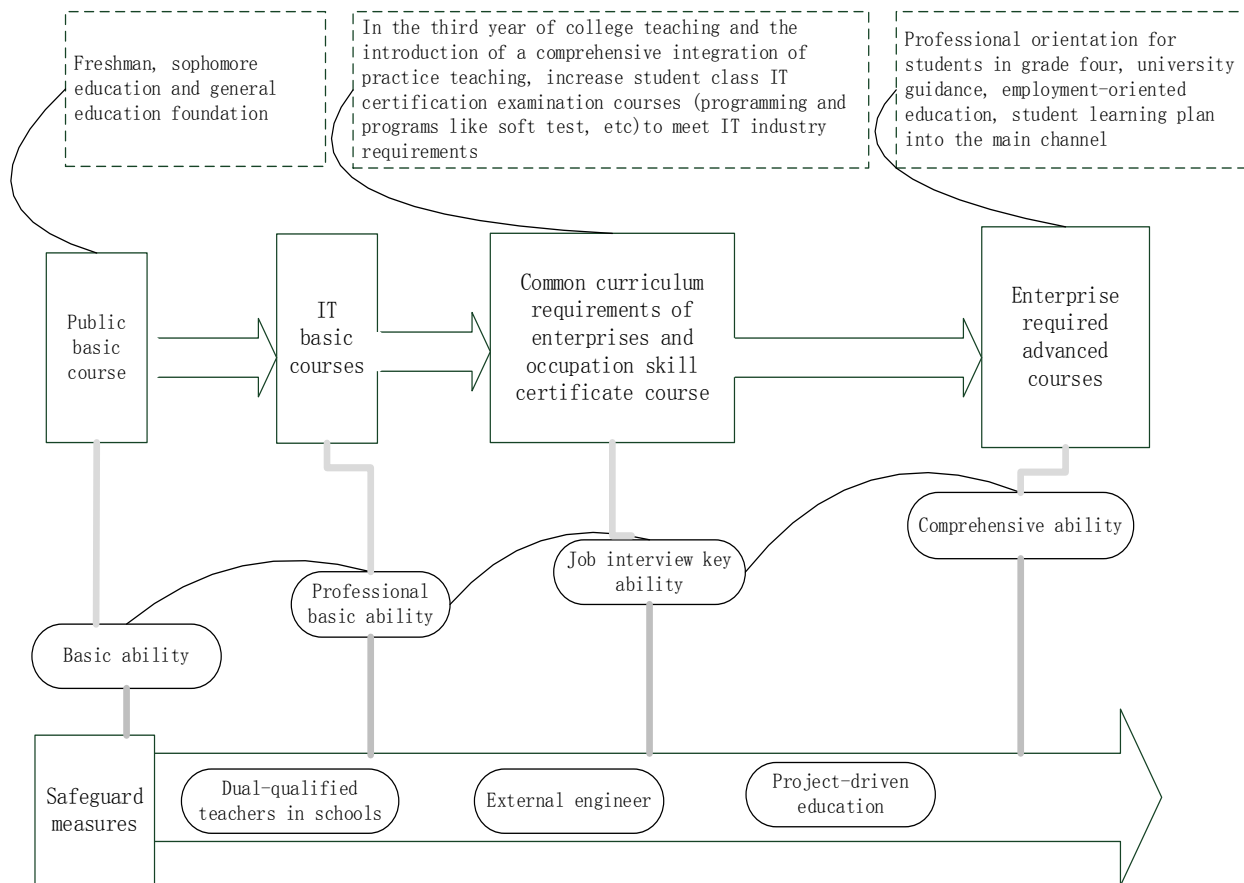 Freshman, sophomore
education and general
education foundation
In the third year of college teaching and the
introduction of a comprehensive integration of
practice teaching, increase student class IT
certification examination courses (programming and
programs like soft test, etc)to meet IT industry
requirements
Professional orientation for
students in grade four, university
guidance, employment-oriented
education, student learning plan
into the main channel
Public
basic
course
IT
basic
courses
Common curriculum
requirements of
enterprises and
occupation skill
certificate course
Enterprise
required
advanced
courses
Comprehensive ability
Job interview key
ability
Professional
basic ability
Basic ability
Safeguard
measures
Dual-qualified
teachers in schools
External engineer
Project-driven
education